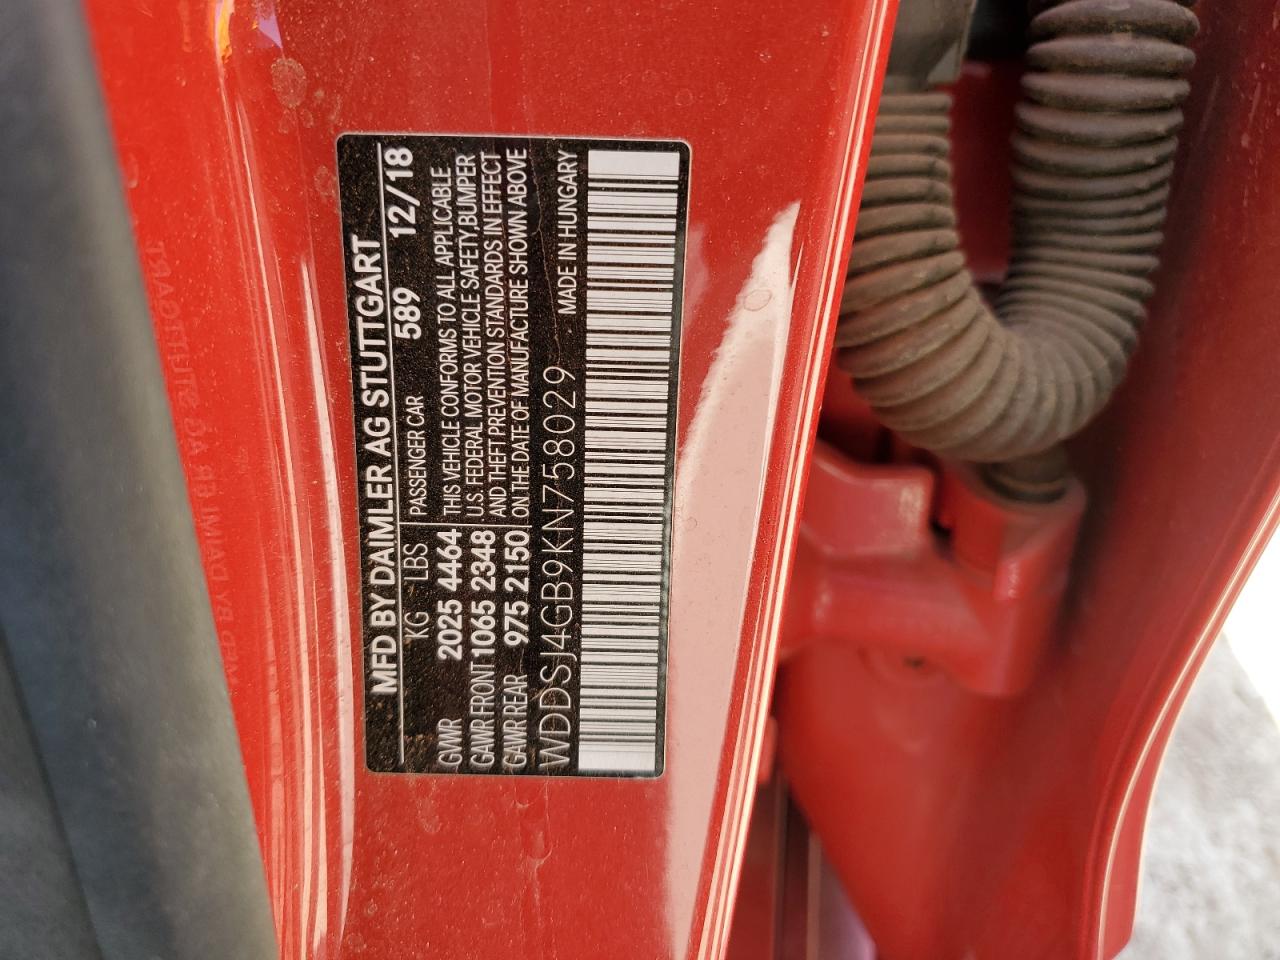 MFD BY DAIMLER AG STUTTGART
KG LBS PASSENGER CAR 589 12/18
GVWR 2025 4464 THIS VEHICLE CONFORMS TO ALL APPLICABLE
GAWR FRONT 1065 2348 U.S. FEDERAL MOTOR VEHICLE SAFETY, BUMPER
AND THEFT PREVENTION STANDARDS IN EFFECT
GAWR REAR 975 2150 ON THE DATE OF MANUFACTURE SHOWN ABOVE
WDDSJ4GB9KN758029 MADE IN HUNGARY